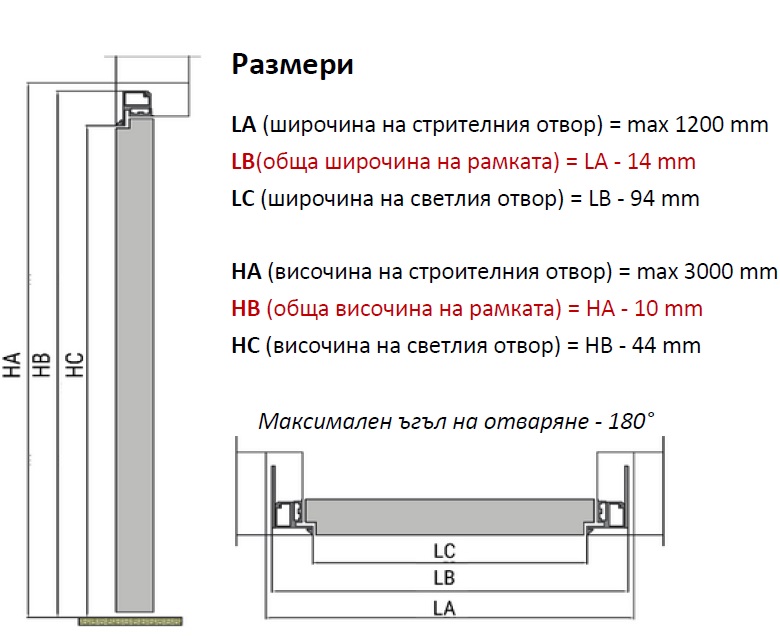 Размери
LA (широчина на стрителния отвор) = max 1200 mm
LB(обща широчина на рамката) = LA - 14 mm
LC (широчина на светлия отвор) = LB - 94 mm
HA (височина на строителния отвор) = max 3000 mm
HB (обща височина на рамката) = HA - 10 mm
HC (височина на светлия отвор) = HB - 44 mm
HA
HB
HC
Максимален ъгъл на отваряне - 180°
LC
LB
LA